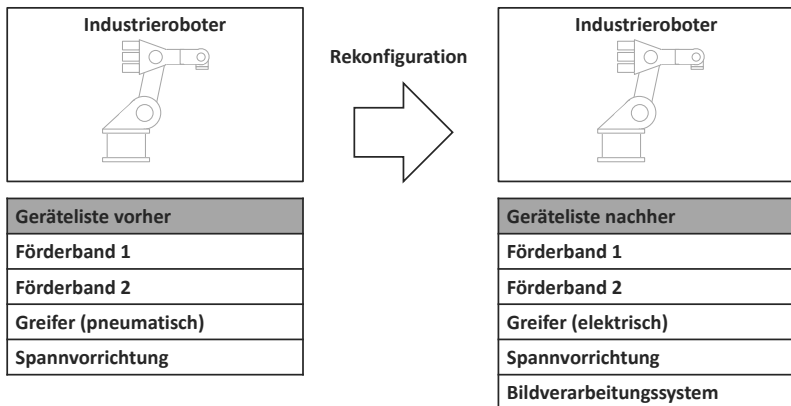 Industrieroboter
Rekonfiguration
Industrieroboter
Geräteliste vorher
Förderband 1
Förderband 2
Greifer (pneumatisch)
Spannvorrichtung
Geräteliste nachher
Förderband 1
Förderband 2
Greifer (elektrisch)
Spannvorrichtung
Bildverarbeitungssystem